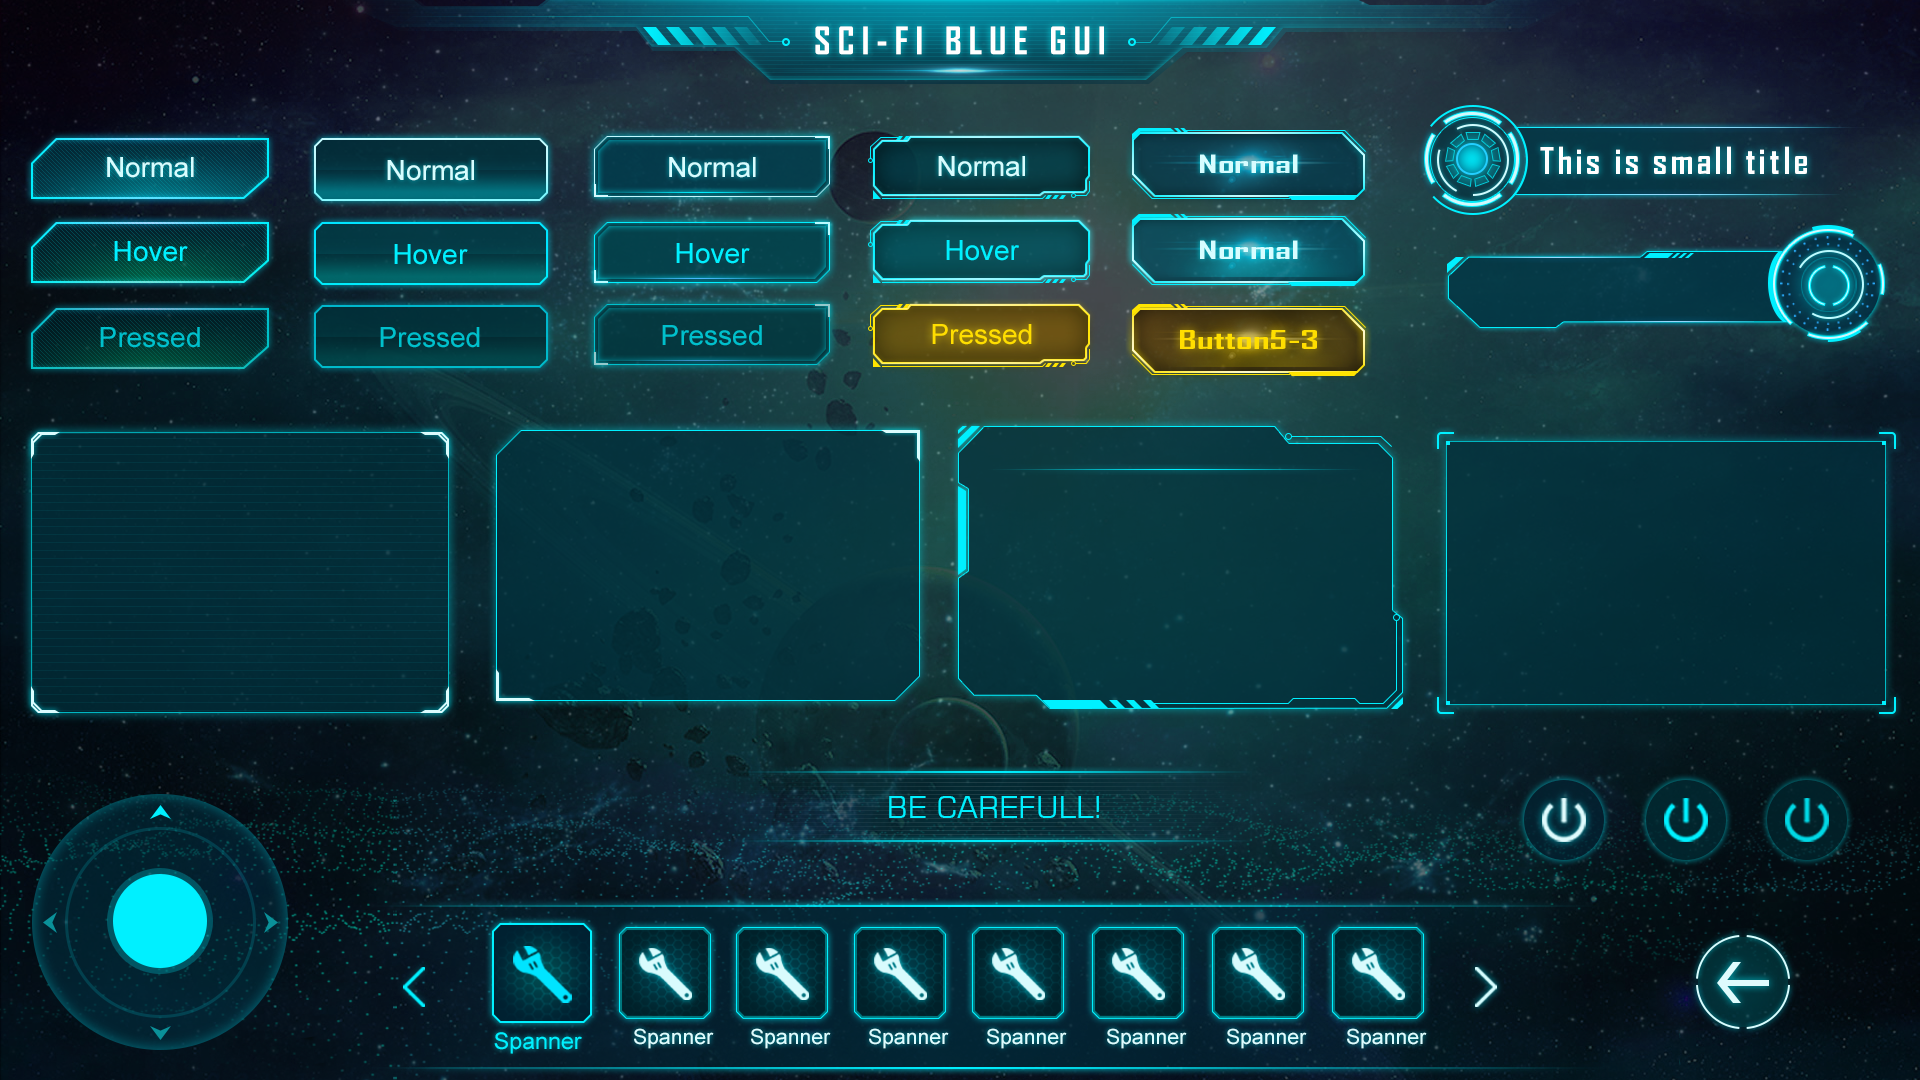 SCI-FI BLUE GUI
Normal
Normal
Normal
Normal
Normal
This is small title
Hover
Hover
Hover
Hover
Normal
Pressed
Pressed
Pressed
Pressed
Button5-3
BE CAREFULL!
Spanner
Spanner
Spanner
Spanner
Spanner
Spanner
Spanner
Spanner